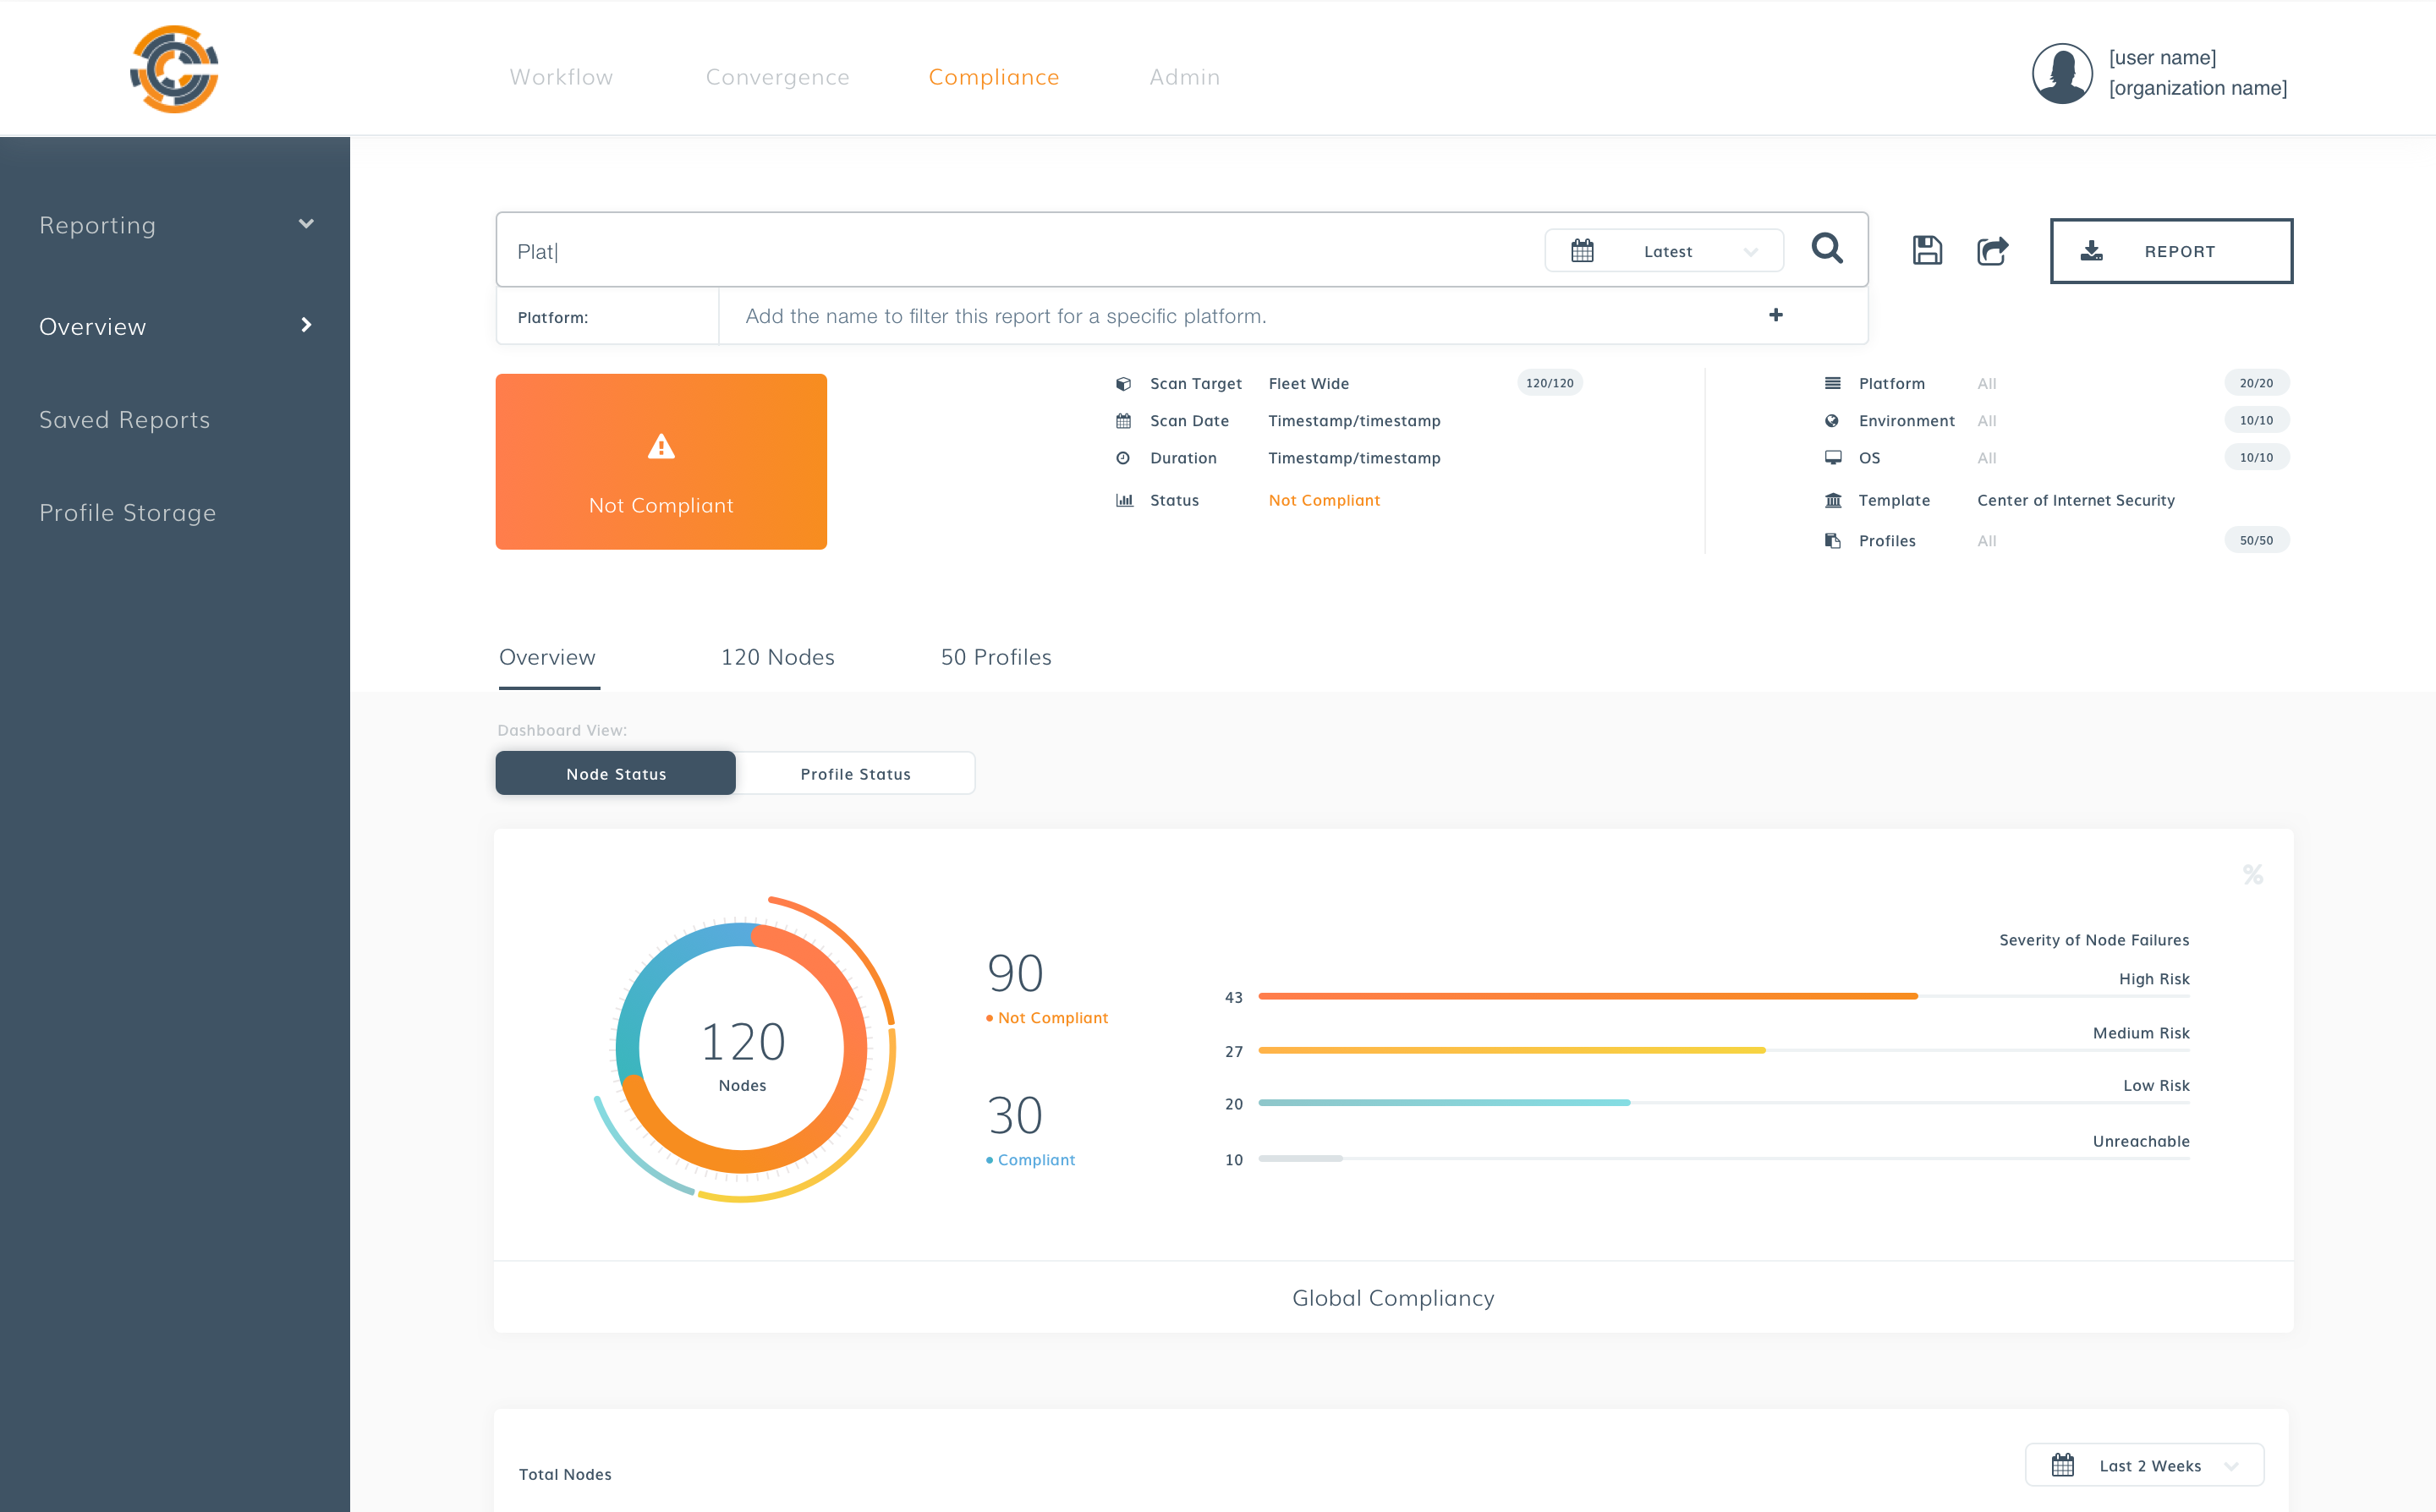 Workflow
Convergence
Compliance
Admin
[user name]
[organization name]
Reporting
Overview
Saved Reports
Profile Storage
Plat|
Latest
REPORT
Platform:
Add the name to filter this report for a specific platform.
Not Compliant
Scan Target Fleet Wide 120/120
Scan Date Timestamp/timestamp
Duration Timestamp/timestamp
Status Not Compliant
Platform All 20/20
Environment All 10/10
OS All 10/10
Template Center of Internet Security
Profiles All 50/50
Overview
120 Nodes
50 Profiles
Dashboard View:
Node Status
Profile Status
%
120
Nodes
90
Not Compliant
30
Compliant
Severity of Node Failures
High Risk
43
Medium Risk
27
Low Risk
20
Unreachable
10
Global Compliancy
Total Nodes
Last 2 Weeks